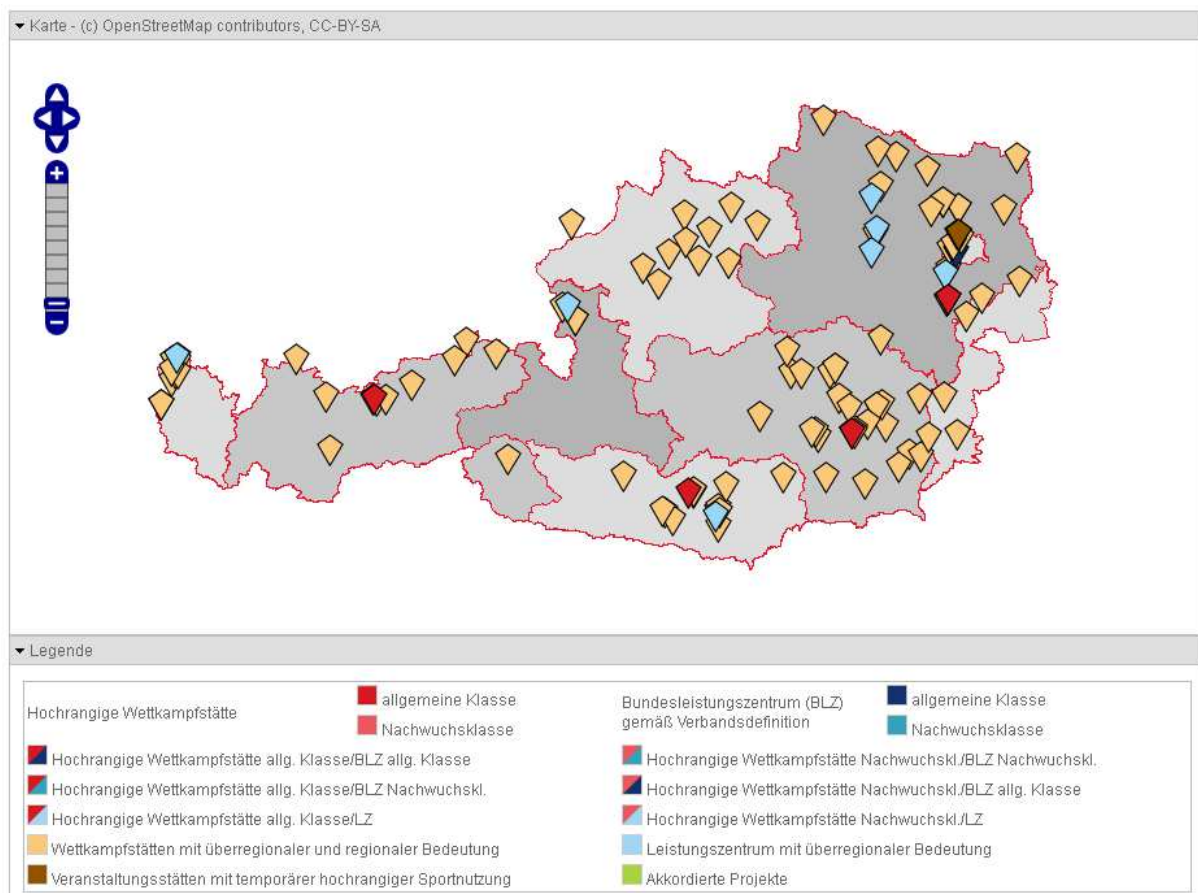 Karte - (c) OpenStreetMap contributors, CC-BY-SA
Legende
Hochrangige Wettkampfstätte
allgemeine Klasse
Nachwuchsklasse
Bundesleistungszentrum (BLZ)
gemäß Verbandsdefinition
allgemeine Klasse
Nachwuchsklasse
Hochrangige Wettkampfstätte allg. Klasse/BLZ allg. Klasse
Hochrangige Wettkampfstätte Nachwuchskl./BLZ Nachwuchskl.
Hochrangige Wettkampfstätte allg. Klasse/BLZ Nachwuchskl.
Hochrangige Wettkampfstätte Nachwuchskl./BLZ allg. Klasse
Hochrangige Wettkampfstätte allg. Klasse/LZ
Hochrangige Wettkampfstätte Nachwuchskl./LZ
Wettkampfstätten mit überregionaler und regionaler Bedeutung
Leistungszentrum mit überregionaler Bedeutung
Veranstaltungsstätten mit temporärer hochrangiger Sportnutzung
Akkordierte Projekte